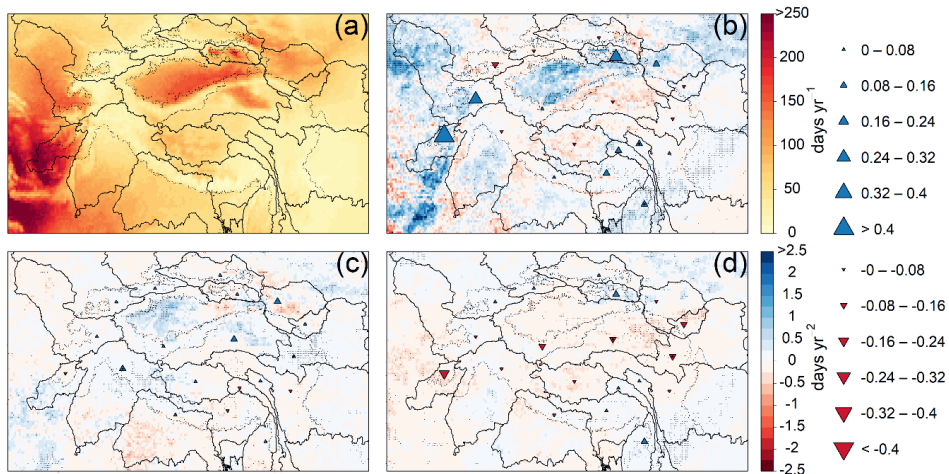 (a)
(b)
>250
200
150
100
50
0
days yr⁻¹
0 – 0.08
0.08 – 0.16
0.16 – 0.24
0.24 – 0.32
0.32 – 0.4
> 0.4
(c)
(d)
>2.5
2
1.5
1
0.5
0
-0.5
-1
-1.5
-2
-2.5
days yr⁻²
-0 – -0.08
-0.08 – -0.16
-0.16 – -0.24
-0.24 – -0.32
-0.32 – -0.4
< -0.4